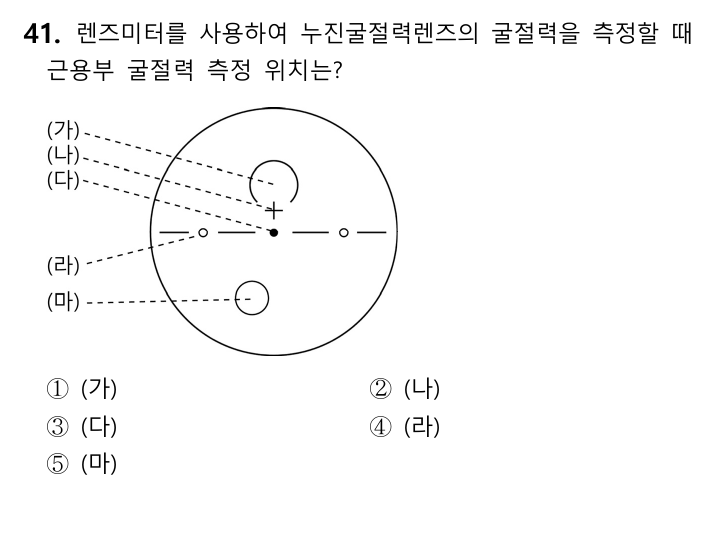 41. 렌즈미터를 사용하여 누진굴절력렌즈의 굴절력을 측정할 때
근용부 굴절력 측정 위치는?
(가)
(나)
(다)
(라)
(마)
① (가)
② (나)
③ (다)
④ (라)
⑤ (마)